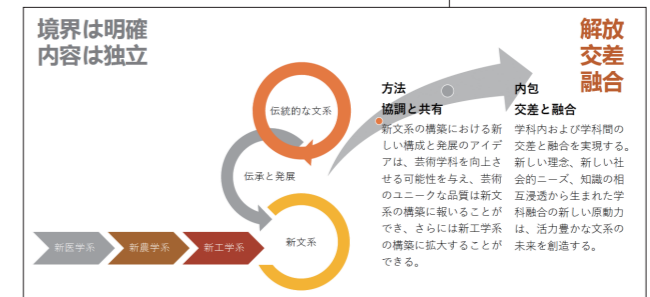 境界は明確
内容は独立
解放
交差
融合
伝統的な文系
伝承と発展
新文系
新医学系
新農学系
新工学系
方法
協調と共有
新文系の構築における新
しい構成と発展のアイデ
アは、芸術学科を向上さ
せる可能性を与え、芸術
のユニークな品質は新文
系の構築に報いることが
でき、さらには新工学系
の構築に拡大することが
できる。
内包
交差と融合
学科内および学科間の
交差と融合を実現する。
新しい理念、新しい社
会的ニーズ、知識の相
互浸透から生まれた学
科融合の新しい原動力
は、活力豊かな文系の
未来を創造する。